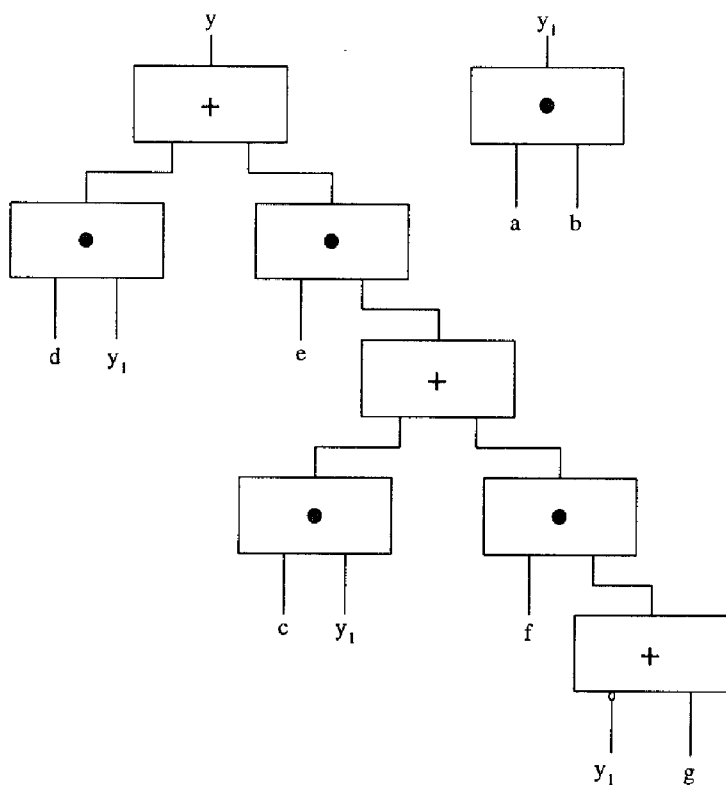 y y₁
+ •
• •
a b
d y₁ e
+
• •
c y₁ f
+
y₁ g